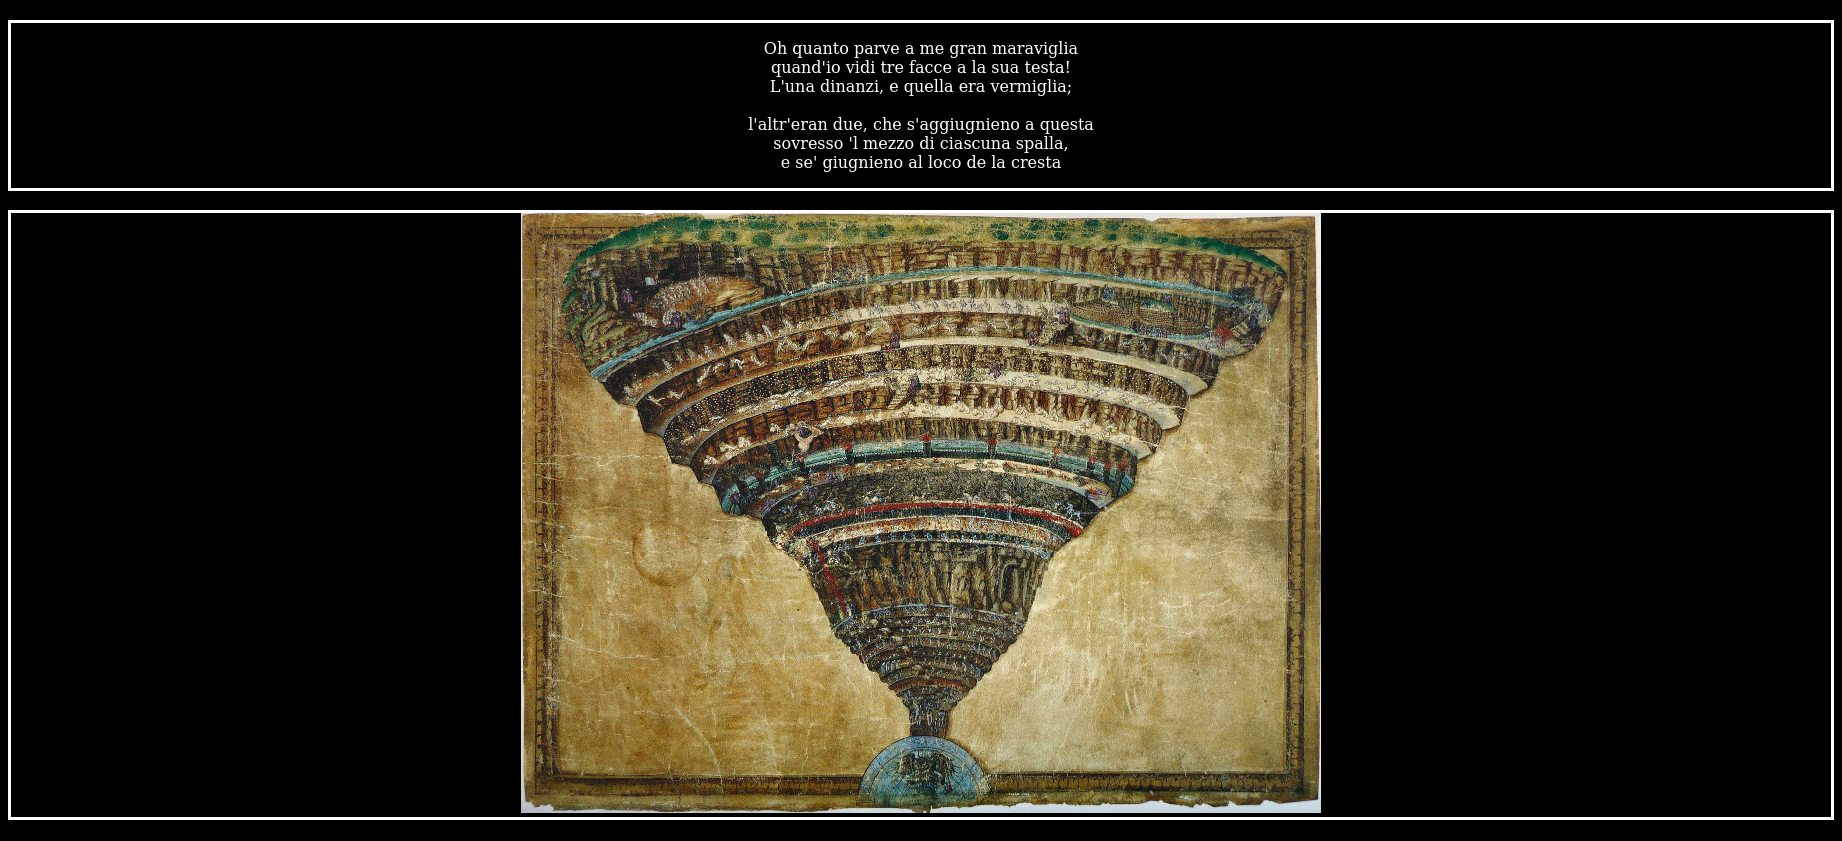 Oh quanto parve a me gran maraviglia
quand'io vidi tre facce a la sua testa!
L'una dinanzi, e quella era vermiglia;
l'altr'eran due, che s'aggiugnieno a questa
sovresso 'l mezzo di ciascuna spalla,
e se' giugnieno al loco de la cresta